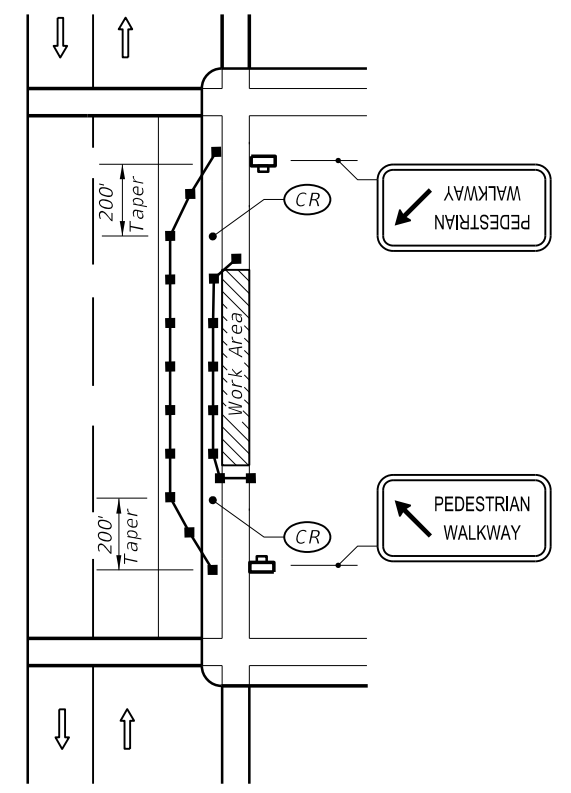 200'
Taper
CR
PEDESTRIAN
WALKWAY
Work Area
200'
Taper
CR
PEDESTRIAN
WALKWAY